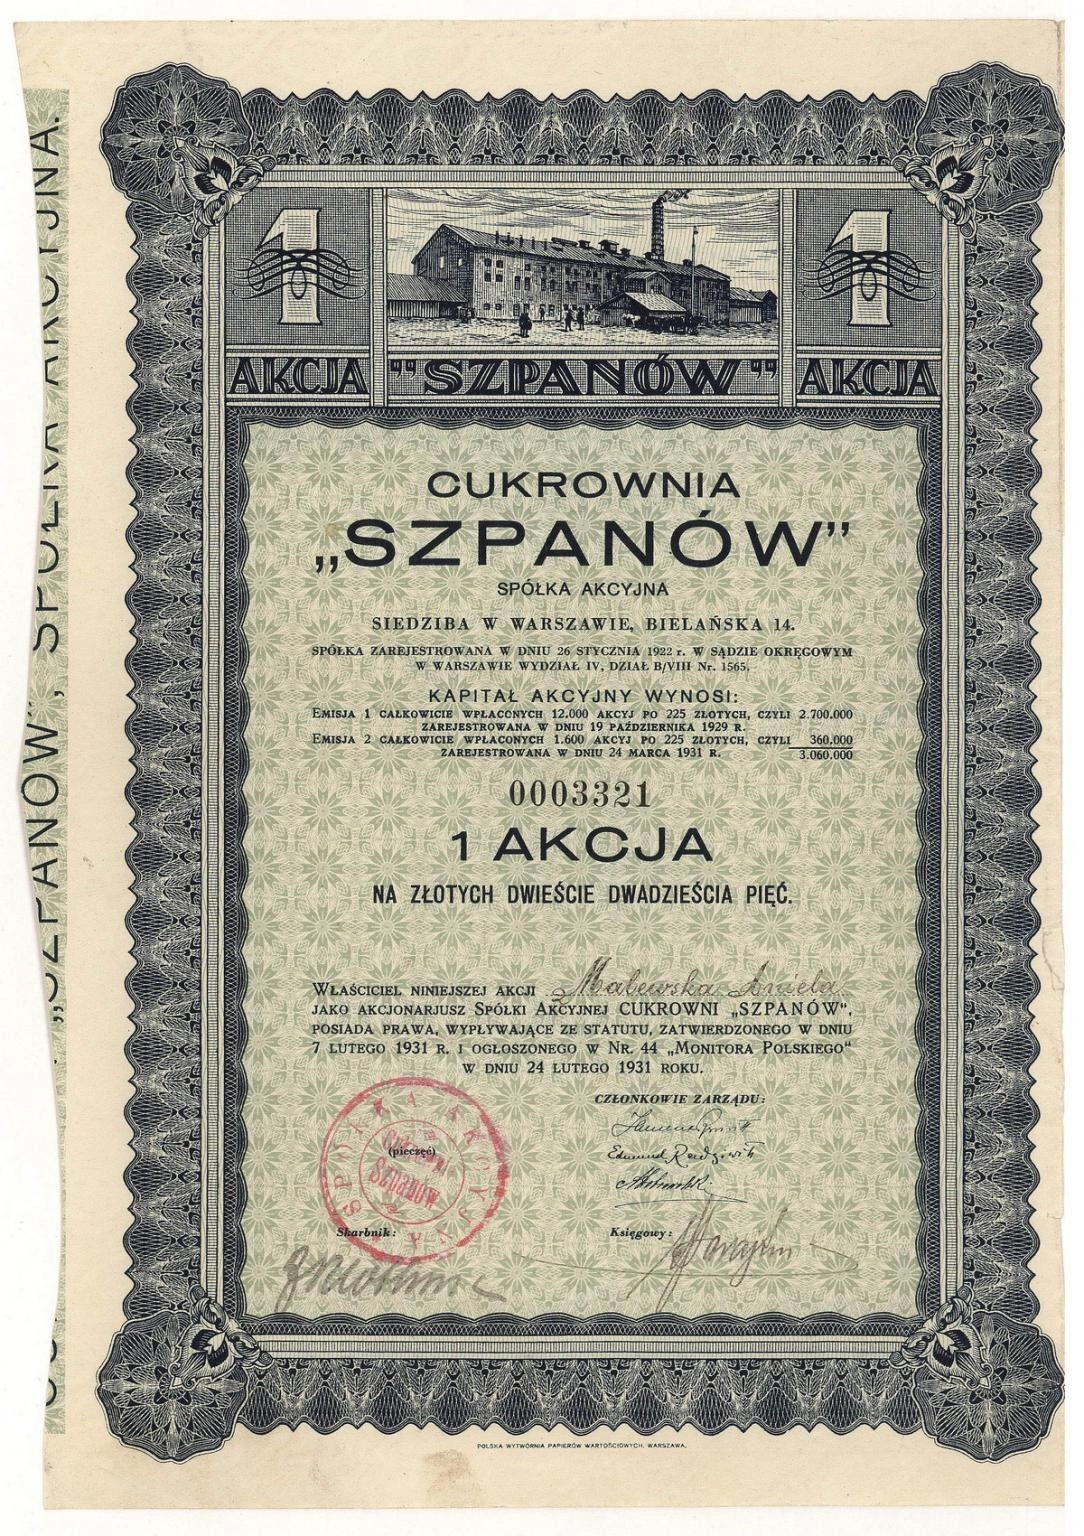 1
1
AKCJA
"SZPANÓW"
AKCJA
CUKROWNIA
„SZPANÓW”
SPÓŁKA AKCYJNA
SIEDZIBA W WARSZAWIE, BIELAŃSKA 14.
SPÓŁKA ZAREJESTROWANA W DNIU 26 STYCZNIA 1922 r. W SĄDZIE OKRĘGOWYM
W WARSZAWIE WYDZIAŁ IV, DZIAŁ B/VIII Nr. 1565.
KAPITAŁ AKCYJNY WYNOSI:
EMISJA 1 CAŁKOWICIE WPŁACONYCH 12.000 AKCYJ PO 225 ZŁOTYCH, CZYLI 2.700.000
ZAREJESTROWANA W DNIU 19 PAŹDZIERNIKA 1929 R.
EMISJA 2 CAŁKOWICIE WPŁACONYCH 1.600 AKCYJ PO 225 ZŁOTYCH, CZYLI 360.000
ZAREJESTROWANA W DNIU 24 MARCA 1931 R. 3.060.000
0003321
1 AKCJA
NA ZŁOTYCH DWIEŚCIE DWADZIEŚCIA PIĘĆ.
WŁAŚCICIEL NINIEJSZEJ AKCJI Malewska Aniela
JAKO AKCJONARJUSZ SPÓŁKI AKCYJNEJ CUKROWNI „SZPANÓW”,
POSIADA PRAWA, WYPŁYWAJĄCE ZE STATUTU, ZATWIERDZONEGO W DNIU
7 LUTEGO 1931 R. I OGŁOSZONEGO W NR. 44 „MONITORA POLSKIEGO”
W DNIU 24 LUTEGO 1931 ROKU.
CZŁONKOWIE ZARZĄDU:
Edmund
SPÓŁKA AKCYJNA
(pieczęć)
Szpanów
Skarbnik:
Księgowy:
POLSKA WYTWÓRNIA PAPIERÓW WARTOŚCIOWYCH. WARSZAWA.
„SZPANÓW”, SPÓŁKA AKCYJNA.